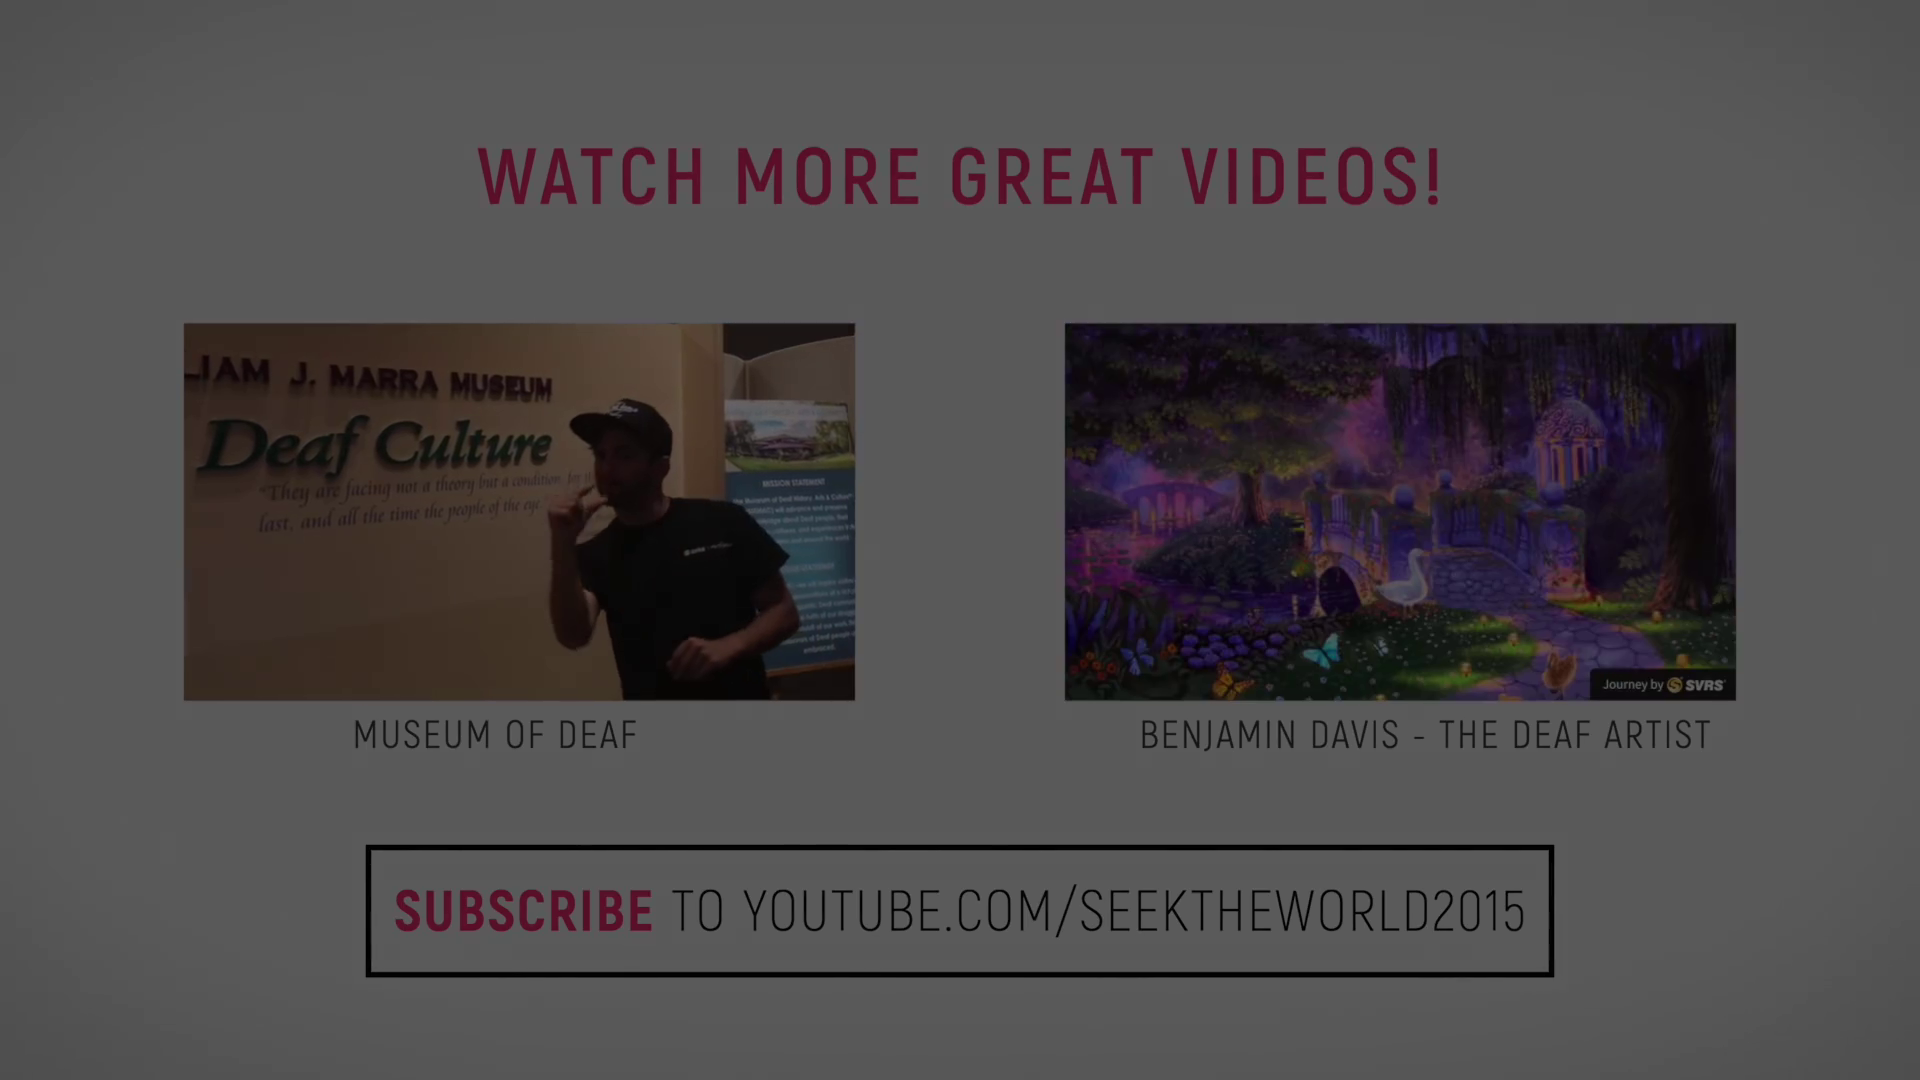 WATCH MORE GREAT VIDEOS!
LIAM J. MARRA MUSEUM
Deaf Culture
"They are facing not a theory but a condition, for
last, and all the time the people of the eye."
MISSION STATEMENT
embraced.
Journey by SVRS
MUSEUM OF DEAF
BENJAMIN DAVIS - THE DEAF ARTIST
SUBSCRIBE TO YOUTUBE.COM/SEEKTHEWORLD2015